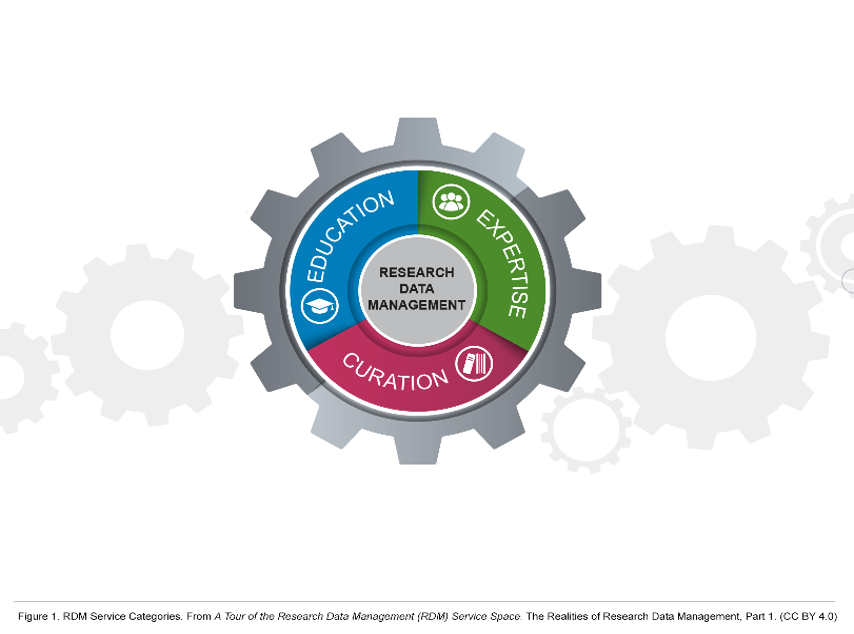 EDUCATION
EXPERTISE
RESEARCH
DATA
MANAGEMENT
CURATION
Figure 1. RDM Service Categories. From A Tour of the Research Data Management (RDM) Service Space. The Realities of Research Data Management, Part 1. (CC BY 4.0)